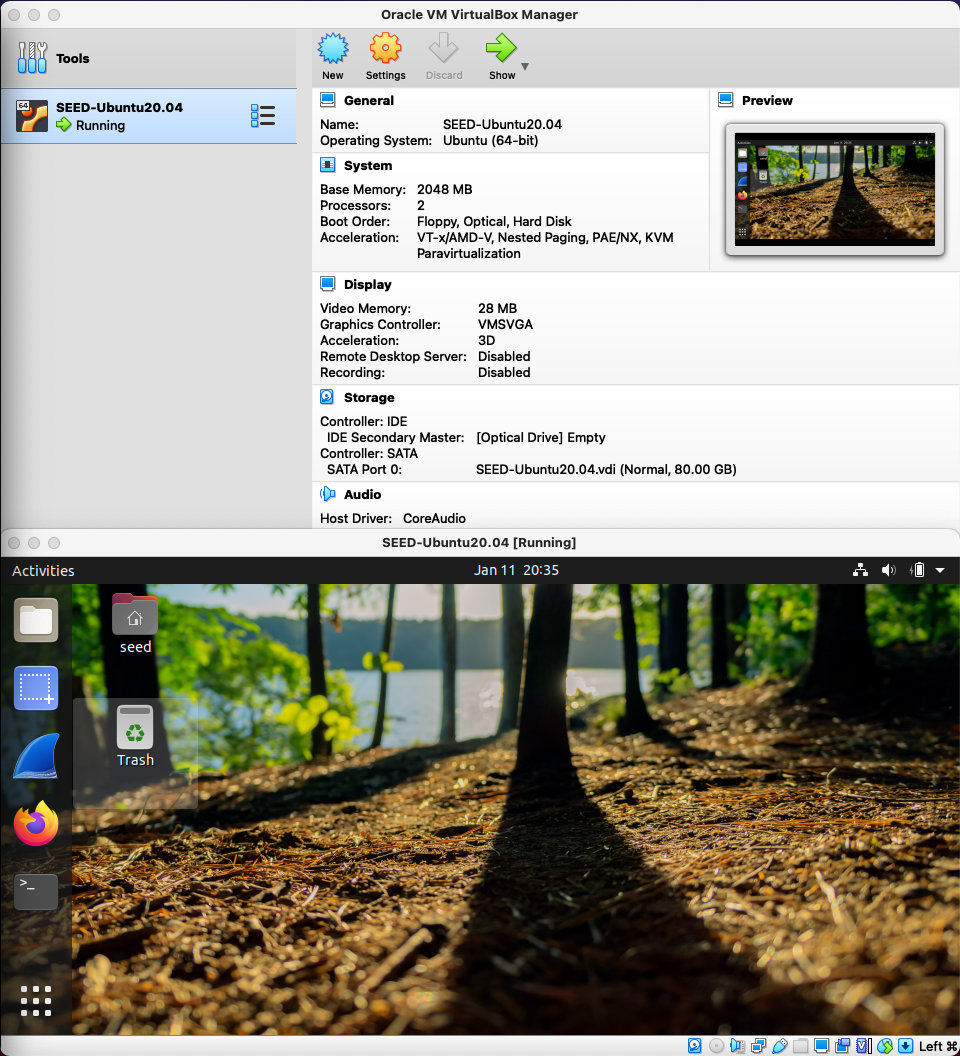 Oracle VM VirtualBox Manager
Tools
New Settings Discard Show
64
SEED-Ubuntu20.04
Running
General
Name: SEED-Ubuntu20.04
Operating System: Ubuntu (64-bit)
Preview
System
Base Memory: 2048 MB
Processors: 2
Boot Order: Floppy, Optical, Hard Disk
Acceleration: VT-x/AMD-V, Nested Paging, PAE/NX, KVM
Paravirtualization
Display
Video Memory: 28 MB
Graphics Controller: VMSVGA
Acceleration: 3D
Remote Desktop Server: Disabled
Recording: Disabled
Storage
Controller: IDE
IDE Secondary Master: [Optical Drive] Empty
Controller: SATA
SATA Port 0: SEED-Ubuntu20.04.vdi (Normal, 80.00 GB)
Audio
Host Driver: CoreAudio
SEED-Ubuntu20.04 [Running]
Activities Jan 11 20:35
seed
Trash
>_
Left ⌘